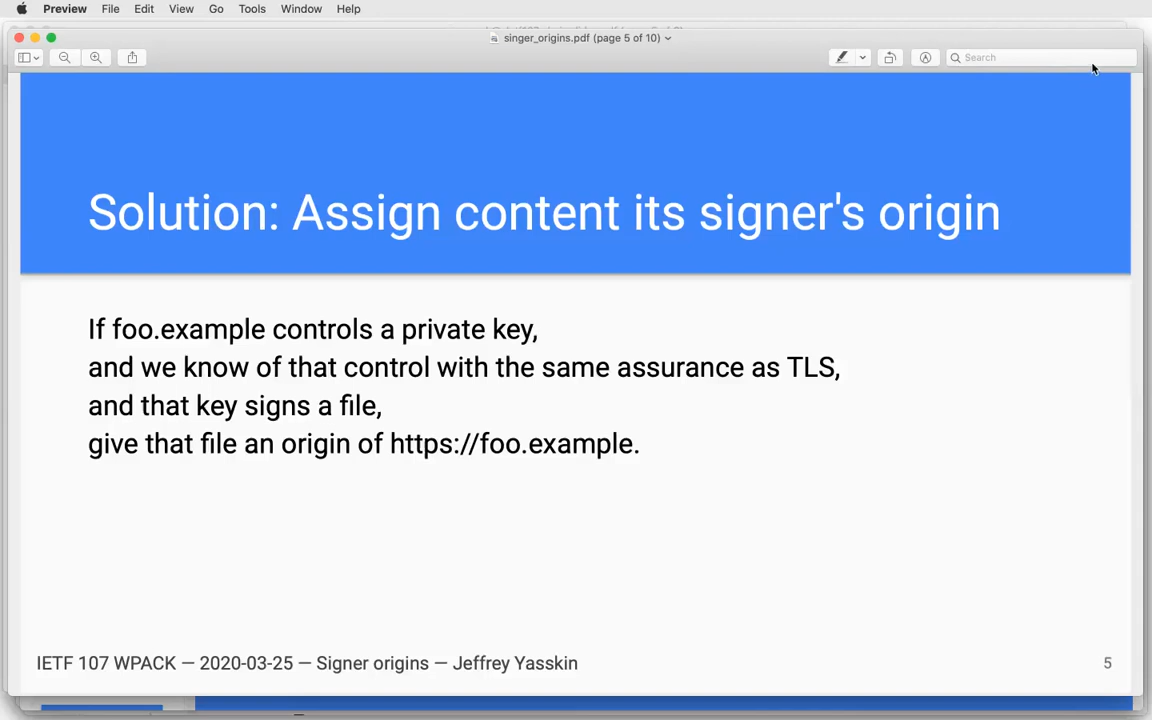 Preview File Edit View Go Tools Window Help
singer_origins.pdf (page 5 of 10)
Search
Solution: Assign content its signer's origin
If foo.example controls a private key,
and we know of that control with the same assurance as TLS,
and that key signs a file,
give that file an origin of https://foo.example.
IETF 107 WPACK — 2020-03-25 — Signer origins — Jeffrey Yasskin
5